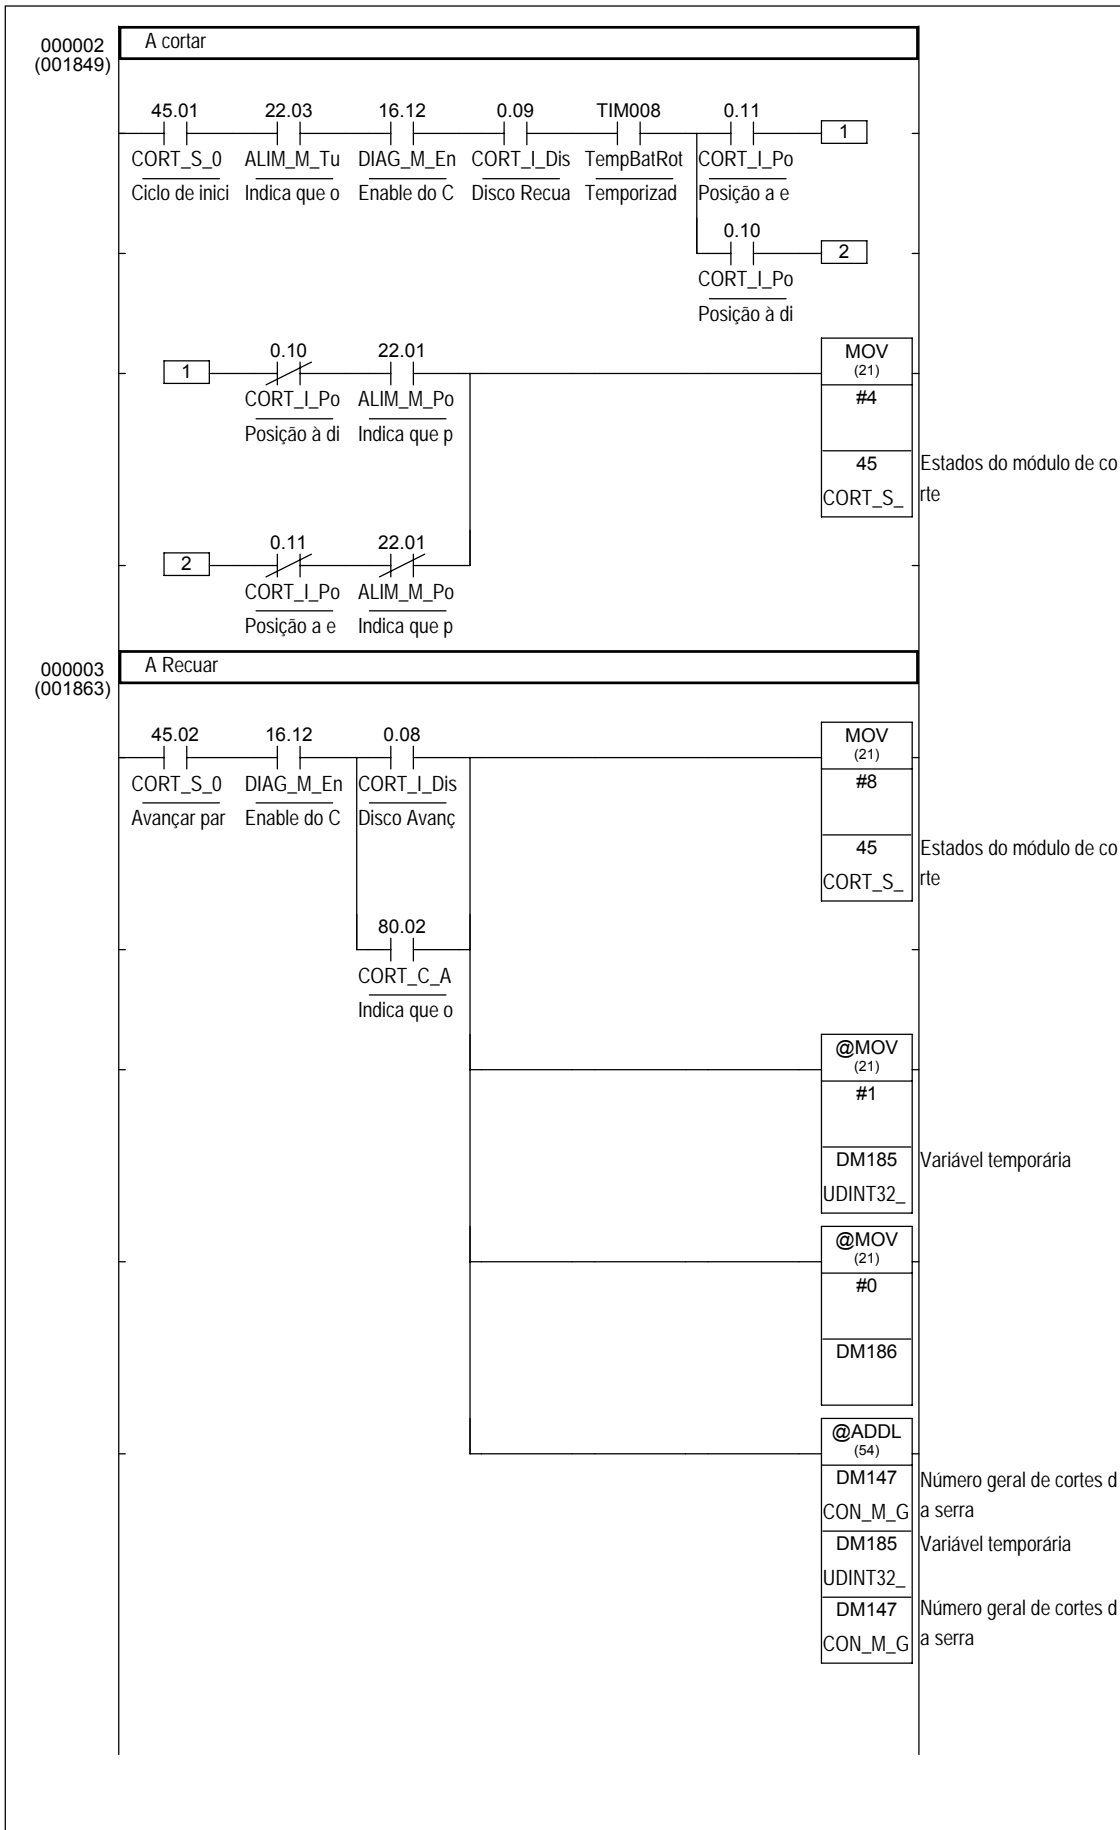 000002
(001849)
A cortar
45.01 22.03 16.12 0.09 TIM008 0.11
1
CORT_S_0 ALIM_M_Tu DIAG_M_En CORT_I_Dis TempBatRot CORT_I_Po
Ciclo de inici Indica que o Enable do C Disco Recua Temporizad Posição a e
0.10
2
CORT_I_Po
Posição à di
1
0.10 22.01
CORT_I_Po ALIM_M_Po
Posição à di Indica que p
MOV
(21)
#4
45 Estados do módulo de co
CORT_S_ rte
2
0.11 22.01
CORT_I_Po ALIM_M_Po
Posição a e Indica que p
000003
(001863)
A Recuar
45.02 16.12 0.08
CORT_S_0 DIAG_M_En CORT_I_Dis
Avançar par Enable do C Disco Avanç
MOV
(21)
#8
45 Estados do módulo de co
CORT_S_ rte
80.02
CORT_C_A
Indica que o
@MOV
(21)
#1
DM185 Variável temporária
UDINT32_
@MOV
(21)
#0
DM186
@ADDL
(54)
DM147 Número geral de cortes d
CON_M_G a serra
DM185 Variável temporária
UDINT32_
DM147 Número geral de cortes d
CON_M_G a serra